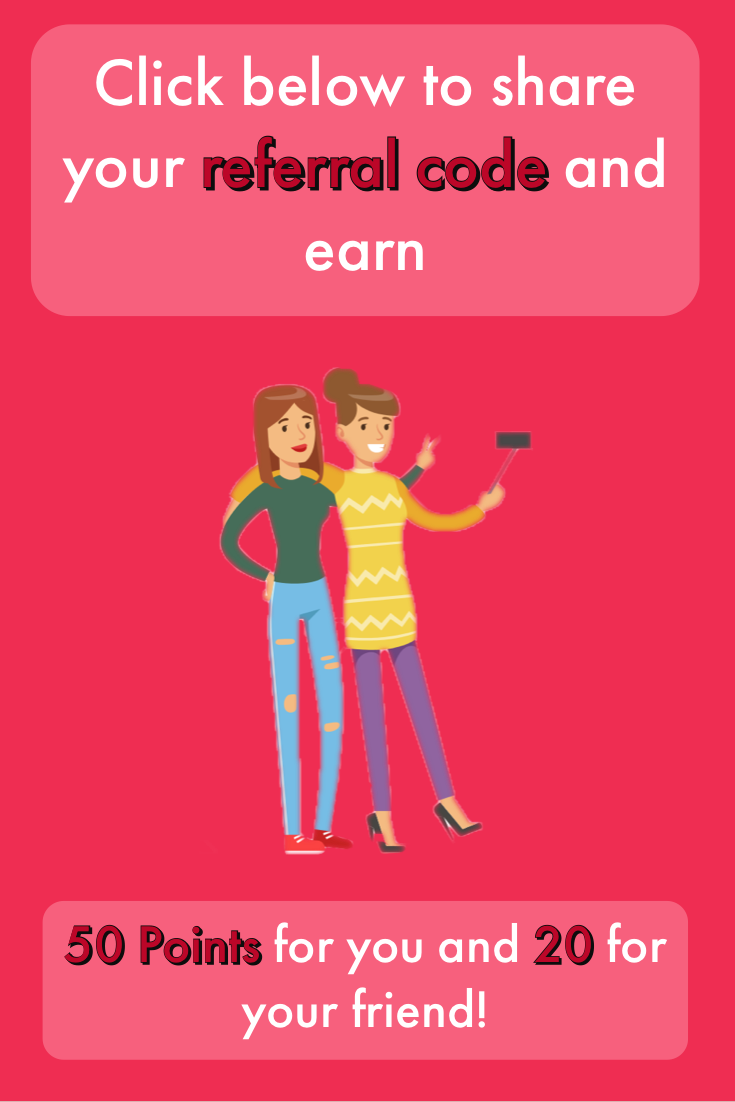 Click below to share
your referral code and
earn
50 Points for you and 20 for
your friend!